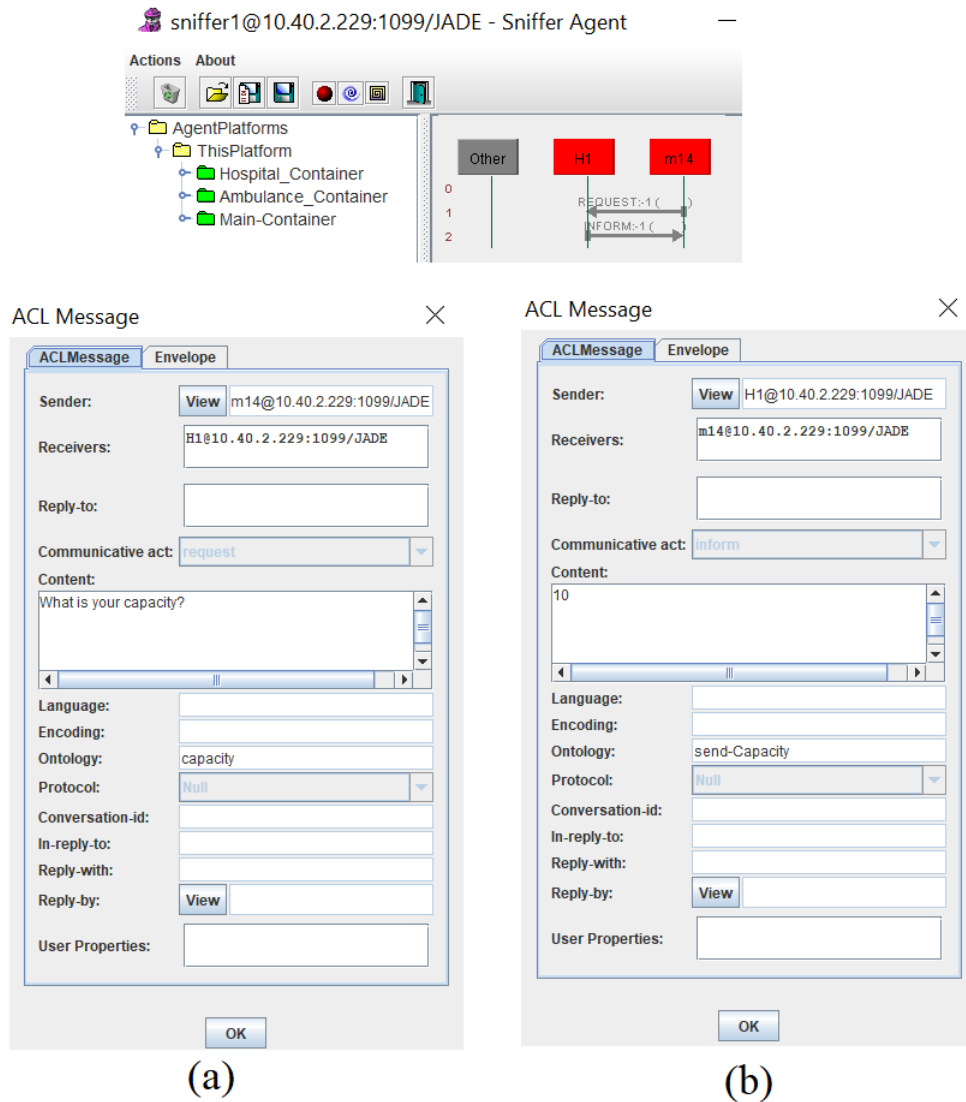 sniffer1@10.40.2.229:1099/JADE - Sniffer Agent
Actions About
AgentPlatforms
ThisPlatform
Hospital_Container
Ambulance_Container
Main-Container
Other H1 m14
0
REQUEST:-1 ( )
1
INFORM:-1 ( )
2
ACL Message
ACLMessage Envelope
Sender: View m14@10.40.2.229:1099/JADE
Receivers: H1@10.40.2.229:1099/JADE
Reply-to:
Communicative act: request
Content:
What is your capacity?
Language:
Encoding:
Ontology: capacity
Protocol: Null
Conversation-id:
In-reply-to:
Reply-with:
Reply-by: View
User Properties:
OK
(a)
ACL Message
ACLMessage Envelope
Sender: View H1@10.40.2.229:1099/JADE
Receivers: m14@10.40.2.229:1099/JADE
Reply-to:
Communicative act: inform
Content:
10
Language:
Encoding:
Ontology: send-Capacity
Protocol: Null
Conversation-id:
In-reply-to:
Reply-with:
Reply-by: View
User Properties:
OK
(b)